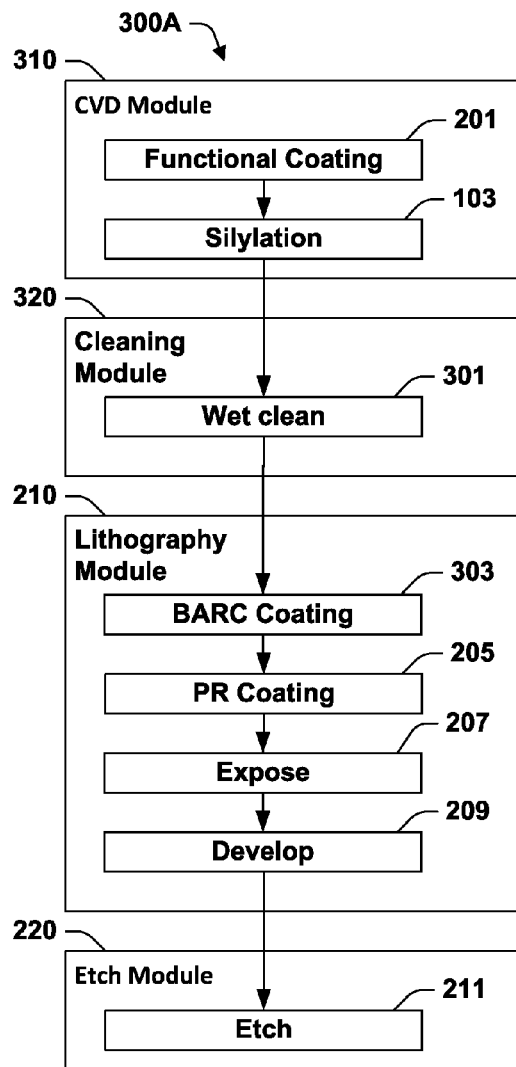 300A
310
CVD Module
201
Functional Coating
103
Silylation
320
Cleaning
Module
301
Wet clean
210
Lithography
Module
303
BARC Coating
205
PR Coating
207
Expose
209
Develop
220
Etch Module
211
Etch